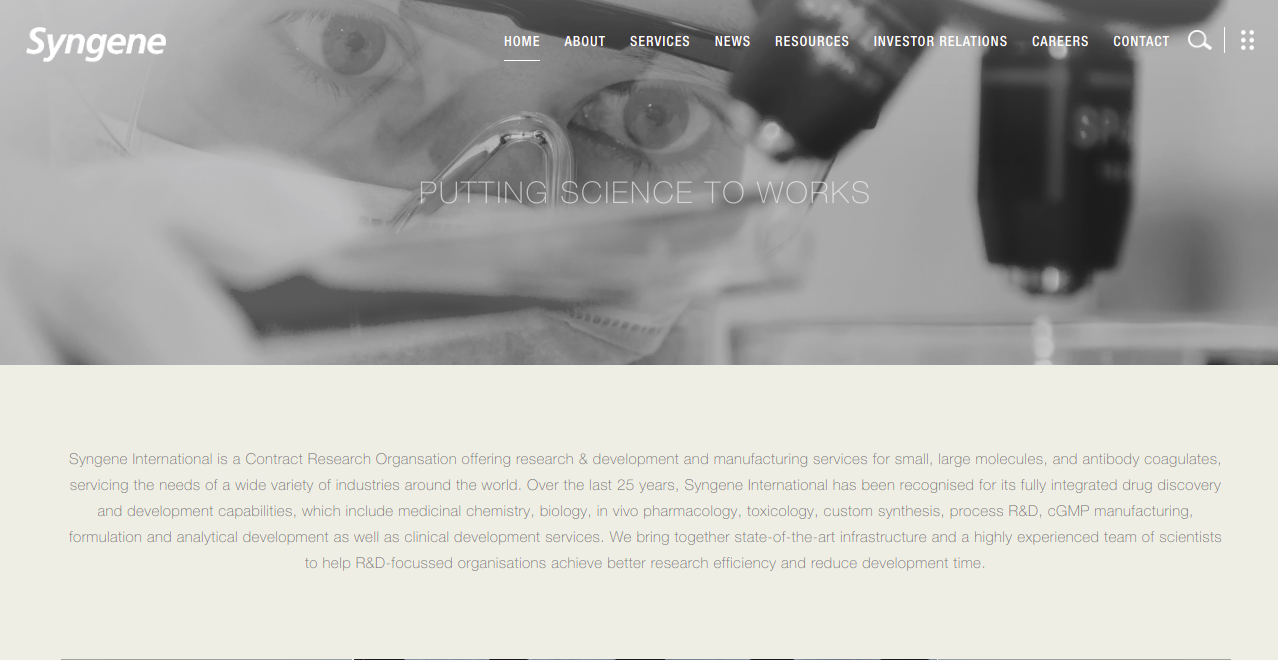 Syngene
HOME ABOUT SERVICES NEWS RESOURCES INVESTOR RELATIONS CAREERS CONTACT
PUTTING SCIENCE TO WORKS
Syngene International is a Contract Research Organsation offering research & development and manufacturing services for small, large molecules, and antibody coagulates,
servicing the needs of a wide variety of industries around the world. Over the last 25 years, Syngene International has been recognised for its fully integrated drug discovery
and development capabilities, which include medicinal chemistry, biology, in vivo pharmacology, toxicology, custom synthesis, process R&D, cGMP manufacturing,
formulation and analytical development as well as clinical development services. We bring together state-of-the-art infrastructure and a highly experienced team of scientists
to help R&D-focussed organisations achieve better research efficiency and reduce development time.